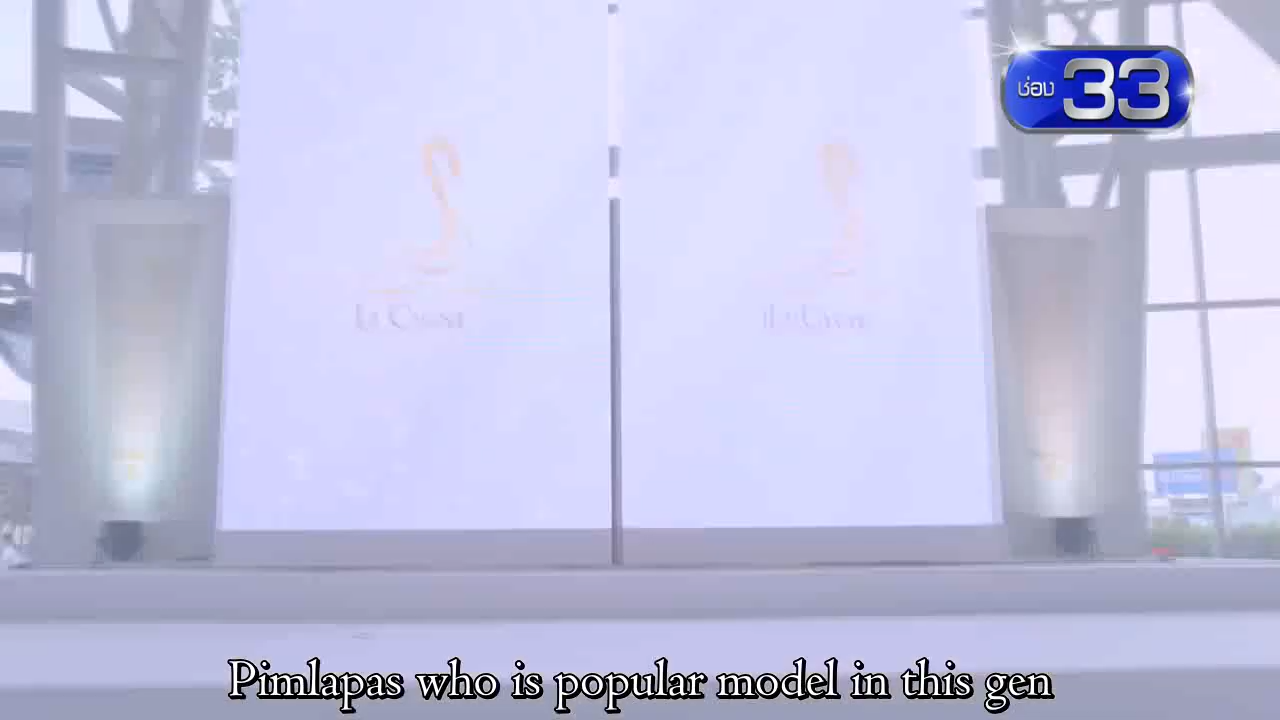 ช่อง 33
Pimlapas who is popular model in this gen